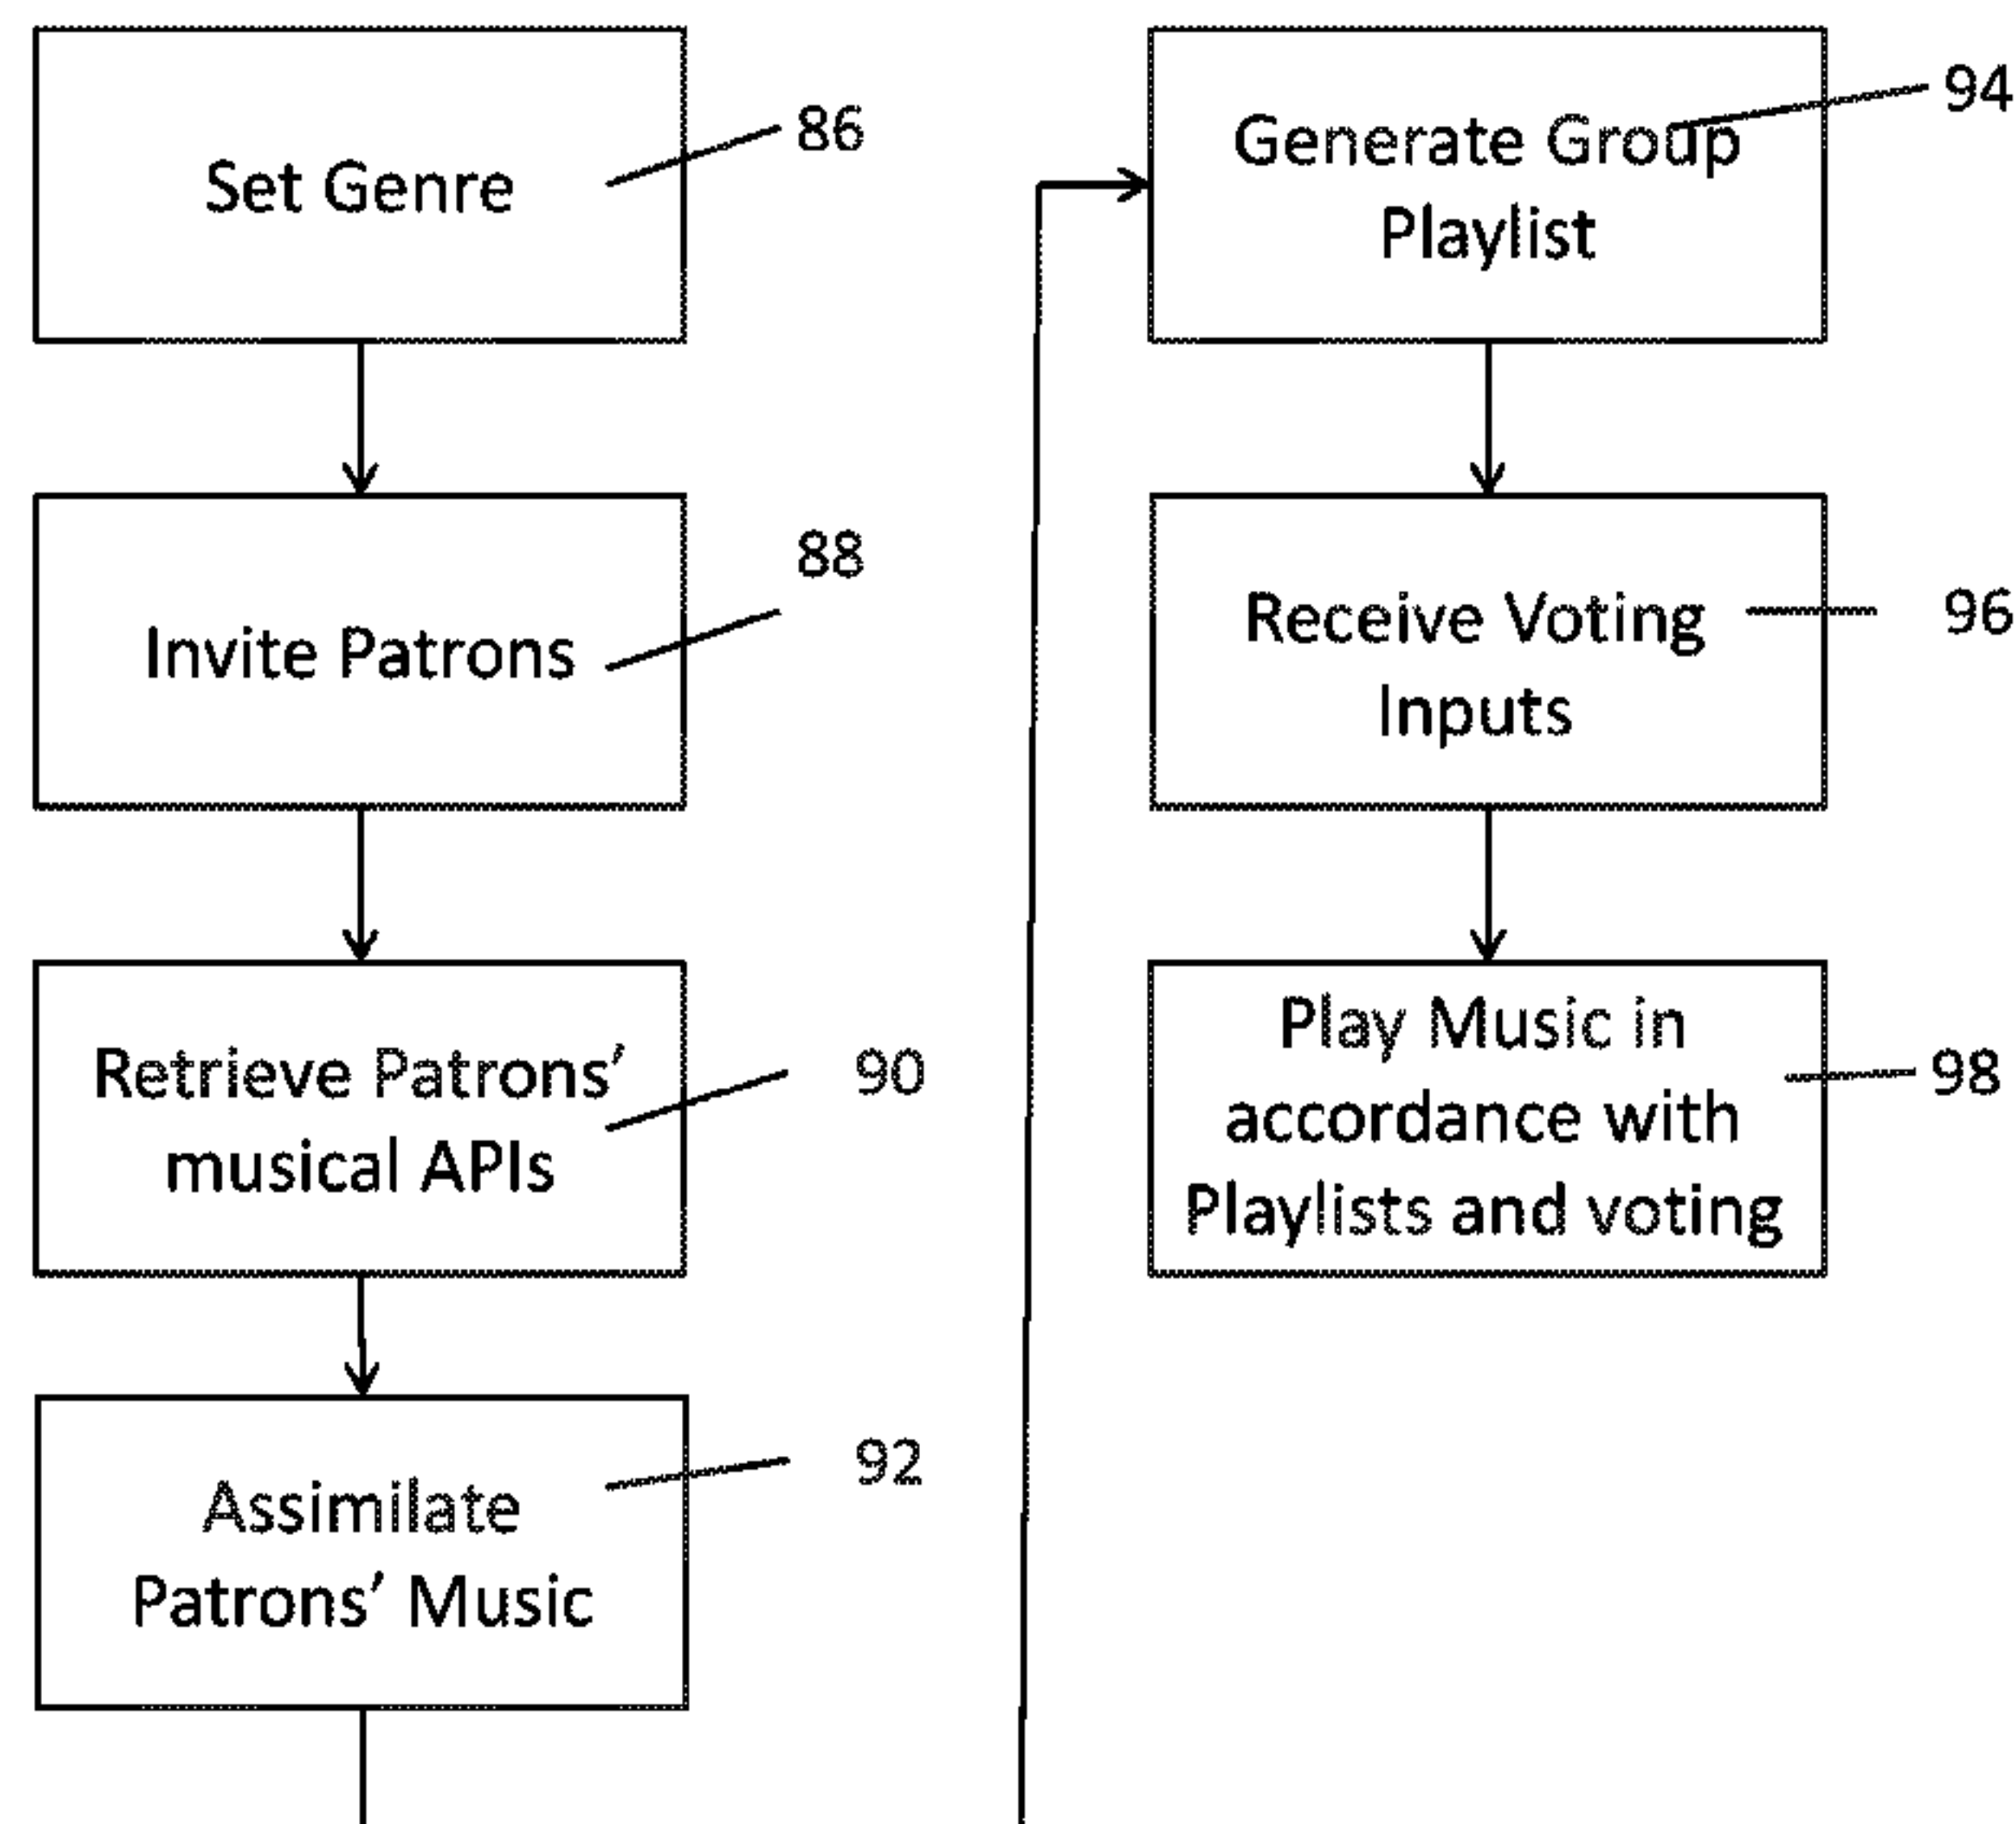 Set Genre
86
Invite Patrons
88
Retrieve Patrons’
musical APIs
90
Assimilate
Patrons’ Music
92
Generate Group
Playlist
94
Receive Voting
Inputs
96
Play Music in
accordance with
Playlists and voting
98